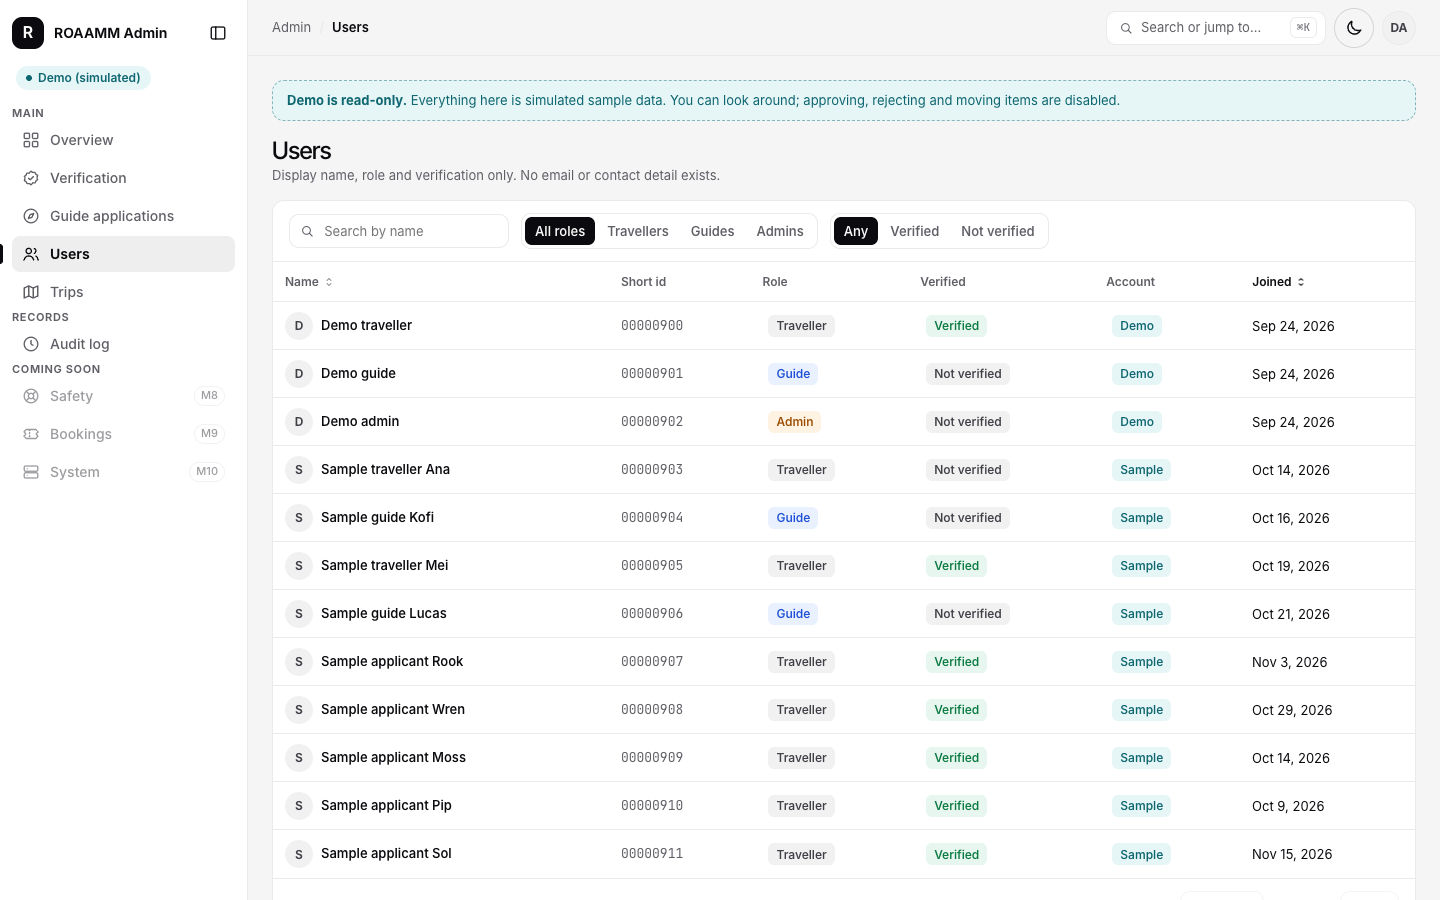 R ROAAMM Admin
Demo (simulated)
MAIN
Overview
Verification
Guide applications
Users
Trips
RECORDS
Audit log
COMING SOON
Safety M8
Bookings M9
System M10
Admin / Users
Search or jump to... ⌘K
DA
Demo is read-only. Everything here is simulated sample data. You can look around; approving, rejecting and moving items are disabled.
Users
Display name, role and verification only. No email or contact detail exists.
Search by name All roles Travellers Guides Admins Any Verified Not verified
Name Short id Role Verified Account Joined
D Demo traveller 00000900 Traveller Verified Demo Sep 24, 2026
D Demo guide 00000901 Guide Not verified Demo Sep 24, 2026
D Demo admin 00000902 Admin Not verified Demo Sep 24, 2026
S Sample traveller Ana 00000903 Traveller Not verified Sample Oct 14, 2026
S Sample guide Kofi 00000904 Guide Not verified Sample Oct 16, 2026
S Sample traveller Mei 00000905 Traveller Verified Sample Oct 19, 2026
S Sample guide Lucas 00000906 Guide Not verified Sample Oct 21, 2026
S Sample applicant Rook 00000907 Traveller Verified Sample Nov 3, 2026
S Sample applicant Wren 00000908 Traveller Verified Sample Oct 29, 2026
S Sample applicant Moss 00000909 Traveller Verified Sample Oct 14, 2026
S Sample applicant Pip 00000910 Traveller Verified Sample Oct 9, 2026
S Sample applicant Sol 00000911 Traveller Verified Sample Nov 15, 2026